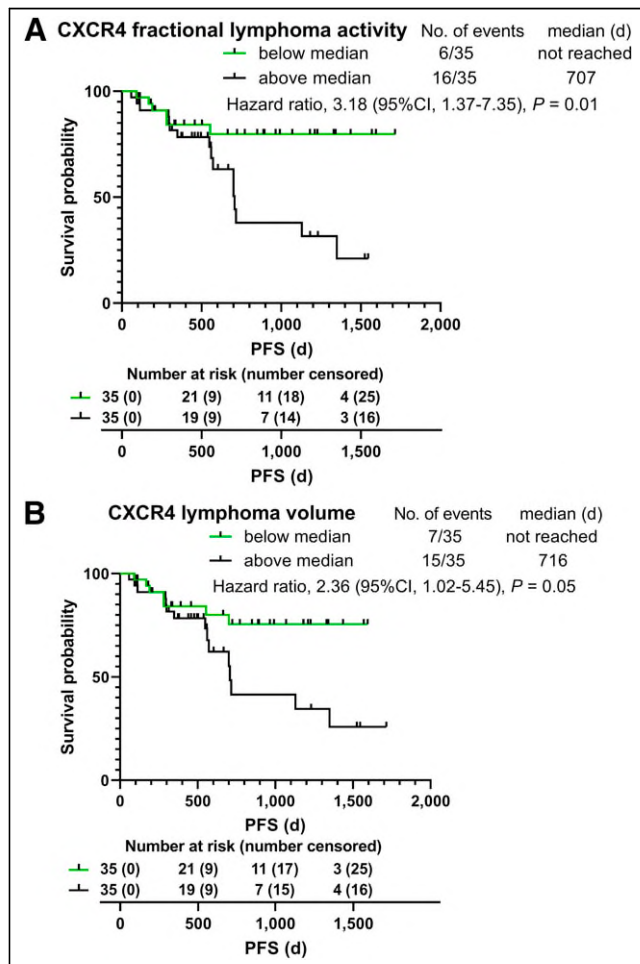 A CXCR4 fractional lymphoma activity
No. of events median (d)
below median 6/35 not reached
above median 16/35 707
Hazard ratio, 3.18 (95%CI, 1.37-7.35), P = 0.01
Survival probability
100
50
0
0 500 1,000 1,500 2,000
PFS (d)
Number at risk (number censored)
35 (0) 21 (9) 11 (18) 4 (25)
35 (0) 19 (9) 7 (14) 3 (16)
0 500 1,000 1,500
PFS (d)
B CXCR4 lymphoma volume
No. of events median (d)
below median 7/35 not reached
above median 15/35 716
Hazard ratio, 2.36 (95%CI, 1.02-5.45), P = 0.05
Survival probability
100
50
0
0 500 1,000 1,500 2,000
PFS (d)
Number at risk (number censored)
35 (0) 21 (9) 11 (17) 3 (25)
35 (0) 19 (9) 7 (15) 4 (16)
0 500 1,000 1,500
PFS (d)